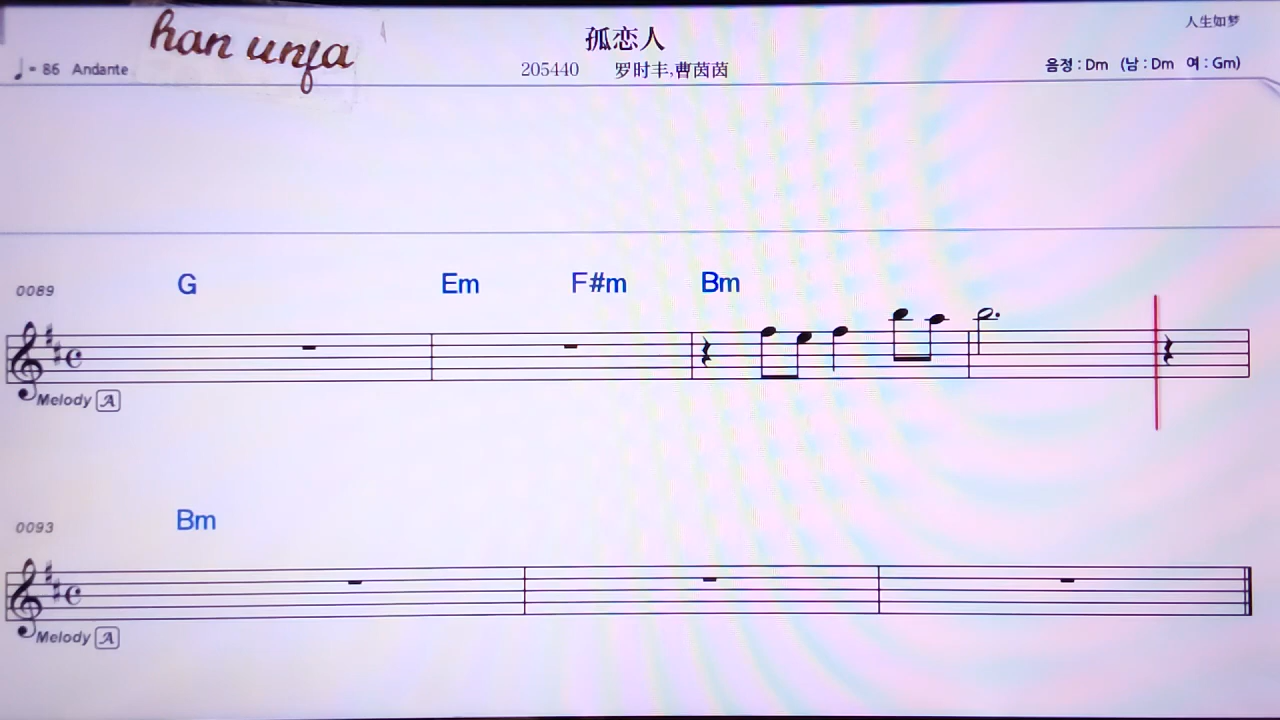 han unfa
孤恋人
人生如梦
♩= 86 Andante
205440 罗时丰,曹茵茵
음정 : Dm (남 : Dm 여 : Gm)
0089 G Em F#m Bm
Melody A
0093 Bm
Melody A